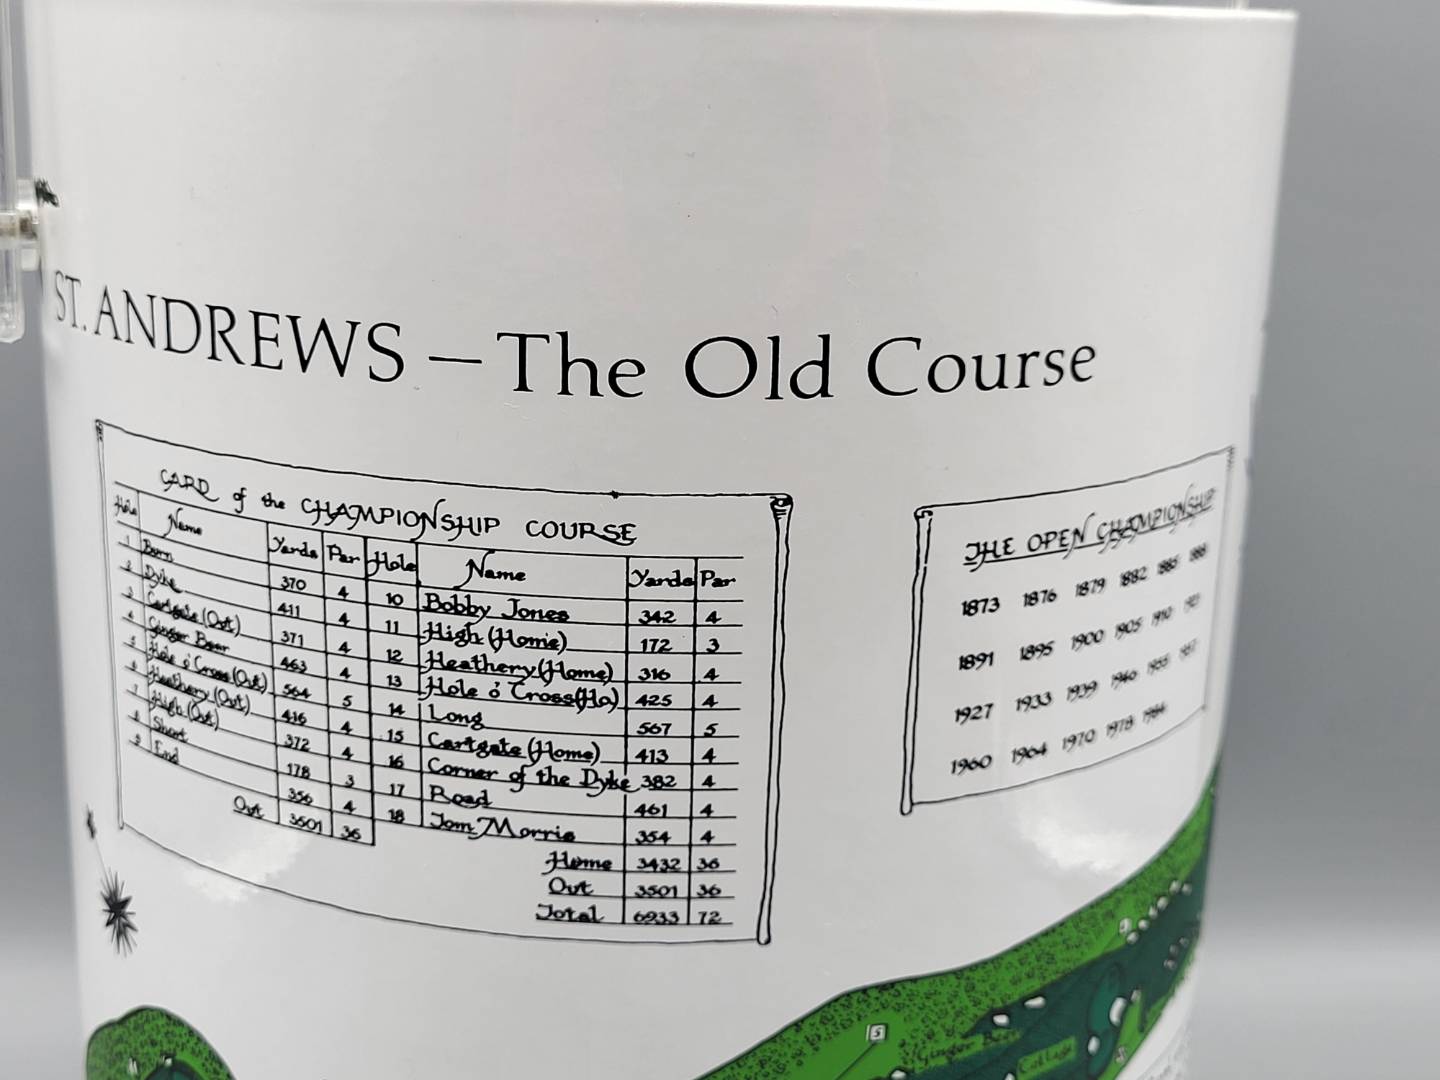 ST. ANDREWS – The Old Course
CARD of the CHAMPIONSHIP COURSE
Hole Name Yards Par Hole Name Yards Par
1 Burn 370 4 10 Bobby Jones 342 4
2 Dyke 411 4 11 High (Home) 172 3
3 Cartgate (Out) 371 4 12 Heathery (Home) 316 4
4 Ginger Beer 463 4 13 Hole o' Cross (Ho) 425 4
5 Hole o' Cross (Out) 564 5 14 Long 567 5
6 Heathery (Out) 416 4 15 Cartgate (Home) 413 4
7 High (Out) 372 4 16 Corner of the Dyke 382 4
8 Short 178 3 17 Road 461 4
9 End 356 4 18 Tom Morris 354 4
Out 3501 36 Home 3432 36
Out 3501 36
Total 6933 72
THE OPEN CHAMPIONSHIP
1873 1876 1879 1882 1885 1888
1891 1895 1900 1905 1910 1921
1927 1933 1939 1946 1955 1957
1960 1964 1970 1978 1984
5
Ginger Beer
Cottage